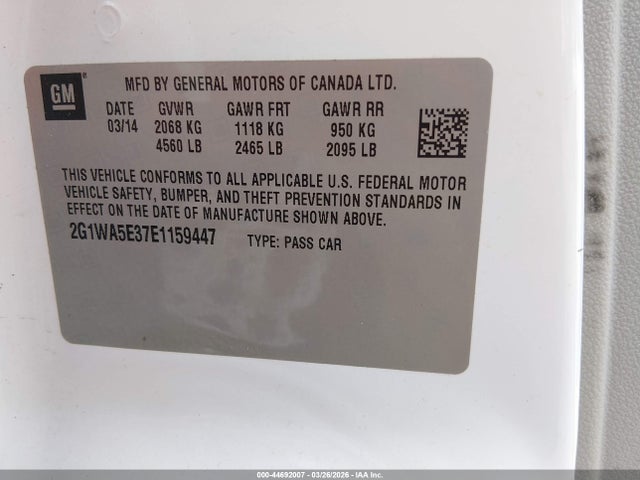 GM ®
MFD BY GENERAL MOTORS OF CANADA LTD.
DATE GVWR GAWR FRT GAWR RR
03/14 2068 KG 1118 KG 950 KG
4560 LB 2465 LB 2095 LB
THIS VEHICLE CONFORMS TO ALL APPLICABLE U.S. FEDERAL MOTOR
VEHICLE SAFETY, BUMPER, AND THEFT PREVENTION STANDARDS IN
EFFECT ON THE DATE OF MANUFACTURE SHOWN ABOVE.
2G1WA5E37E1159447 TYPE: PASS CAR
000-44692007 - 03/26/2026 - IAA Inc.